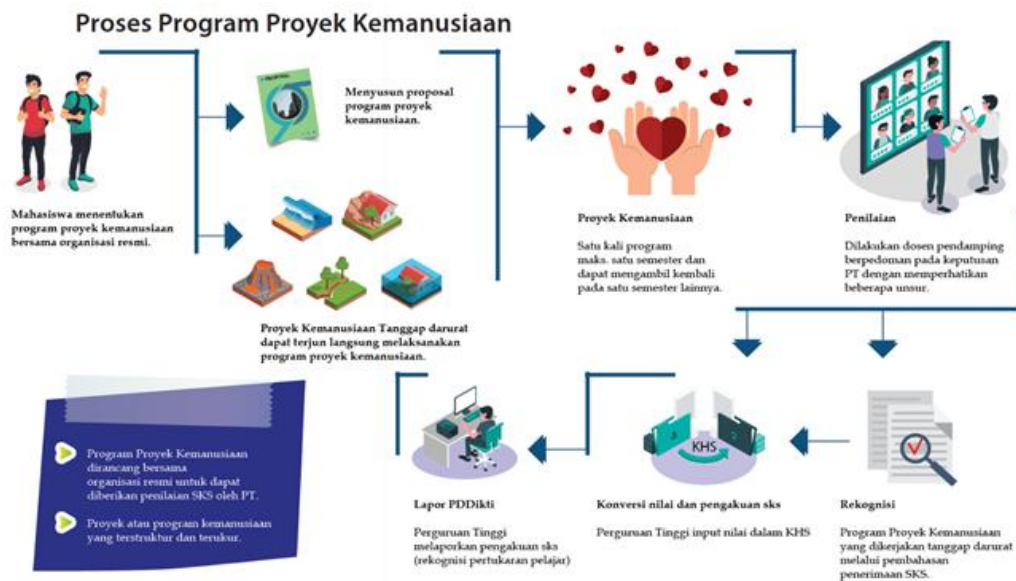 Proses Program Proyek Kemanusiaan
PROPOSAL
Menyusun proposal
program proyek
kemanusiaan.
Mahasiswa menentukan
program proyek kemanusiaan
bersama organisasi resmi.
Proyek Kemanusiaan Tanggap darurat
dapat terjun langsung melaksanakan
program proyek kemanusiaan.
Proyek Kemanusiaan
Satu kali program
maks. satu semester dan
dapat mengambil kembali
pada satu semester lainnya.
Penilaian
Dilakukan dosen pendamping
berpedoman pada keputusan
PT dengan memperhatikan
beberapa unsur.
Rekognisi
Program Proyek Kemanusiaan
yang dikerjakan tanggap darurat
melalui pembahasan
penerimaan SKS.
KHS
Konversi nilai dan pengakuan sks
Perguruan Tinggi input nilai dalam KHS
Lapor PDDikti
Perguruan Tinggi
melaporkan pengakuan sks
(rekognisi pertukaran pelajar)
Program Proyek Kemanusiaan
dirancang bersama
organisasi resmi untuk dapat
diberikan penilaian SKS oleh PT.
Proyek atau program kemanusiaan
yang terstruktur dan terukur.